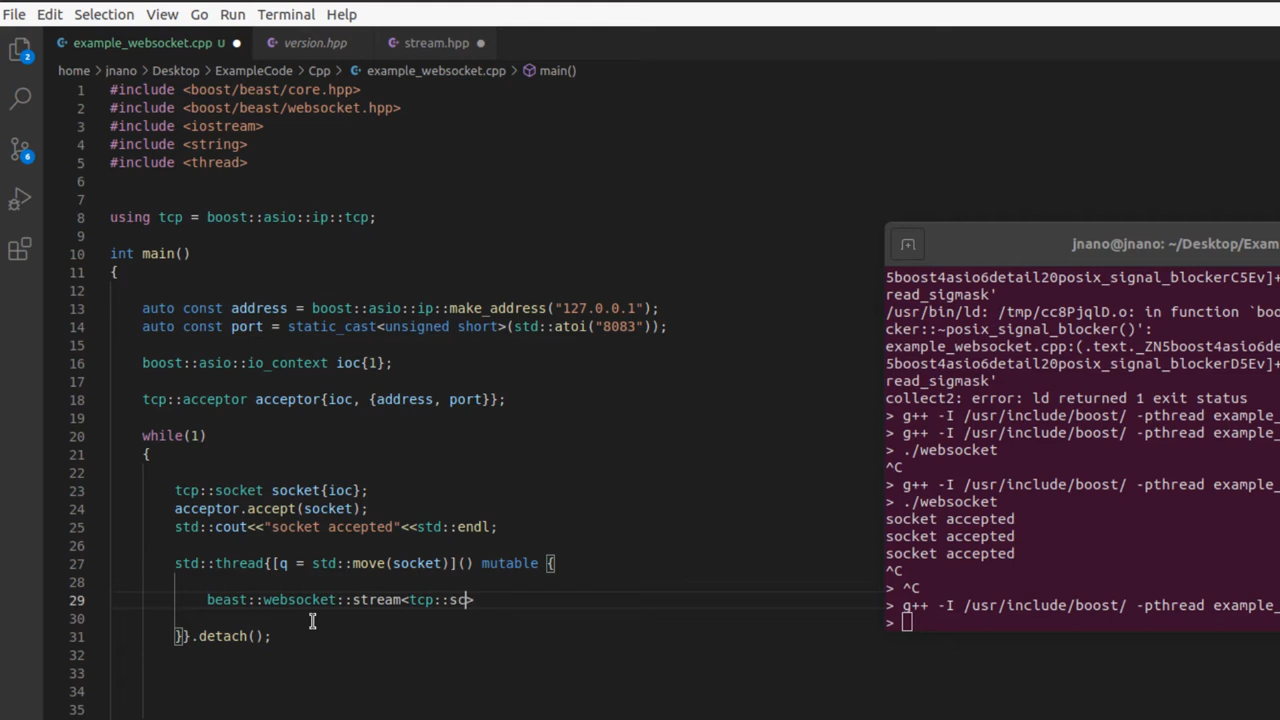 File Edit Selection View Go Run Terminal Help
example_websocket.cpp U version.hpp stream.hpp
home jnano Desktop ExampleCode Cpp example_websocket.cpp main()
2
6
1 #include <boost/beast/core.hpp>
2 #include <boost/beast/websocket.hpp>
3 #include <iostream>
4 #include <string>
5 #include <thread>
6
7
8 using tcp = boost::asio::ip::tcp;
9
10 int main()
11 {
12
13 auto const address = boost::asio::ip::make_address("127.0.0.1");
14 auto const port = static_cast<unsigned short>(std::atoi("8083"));
15
16 boost::asio::io_context ioc{1};
17
18 tcp::acceptor acceptor{ioc, {address, port}};
19
20 while(1)
21 {
22
23 tcp::socket socket{ioc};
24 acceptor.accept(socket);
25 std::cout<<"socket accepted"<<std::endl;
26
27 std::thread{[q = std::move(socket)]() mutable {
28
29 beast::websocket::stream<tcp::sc>
30
31 }}.detach();
32
33
34
35
jnano@jnano: ~/Desktop/Exam
5boost4asio6detail20posix_signal_blockerC5Ev]+
read_sigmask'
/usr/bin/ld: /tmp/cc8PjqlD.o: in function `boo
cker::~posix_signal_blocker()':
example_websocket.cpp:(.text._ZN5boost4asio6de
5boost4asio6detail20posix_signal_blockerD5Ev]+
read_sigmask'
collect2: error: ld returned 1 exit status
> g++ -I /usr/include/boost/ -pthread example_
> g++ -I /usr/include/boost/ -pthread example_
> ./websocket
^C
> g++ -I /usr/include/boost/ -pthread example_
> ./websocket
socket accepted
socket accepted
socket accepted
^C
> ^C
> g++ -I /usr/include/boost/ -pthread example_
>